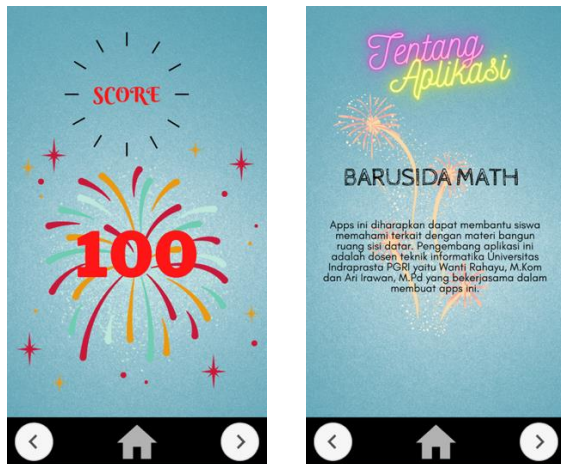 SCORE
100
Tentang
Aplikasi
BARUSIDA MATH
Apps ini diharapkan dapat membantu siswa
memahami terkait dengan materi bangun
ruang sisi datar. Pengembang aplikasi ini
adalah dosen teknik informatika Universitas
Indraprasta PGRI yaitu Wanti Rahayu, M.Kom
dan Ari Irawan, M.Pd yang bekerjasama dalam
membuat apps ini.